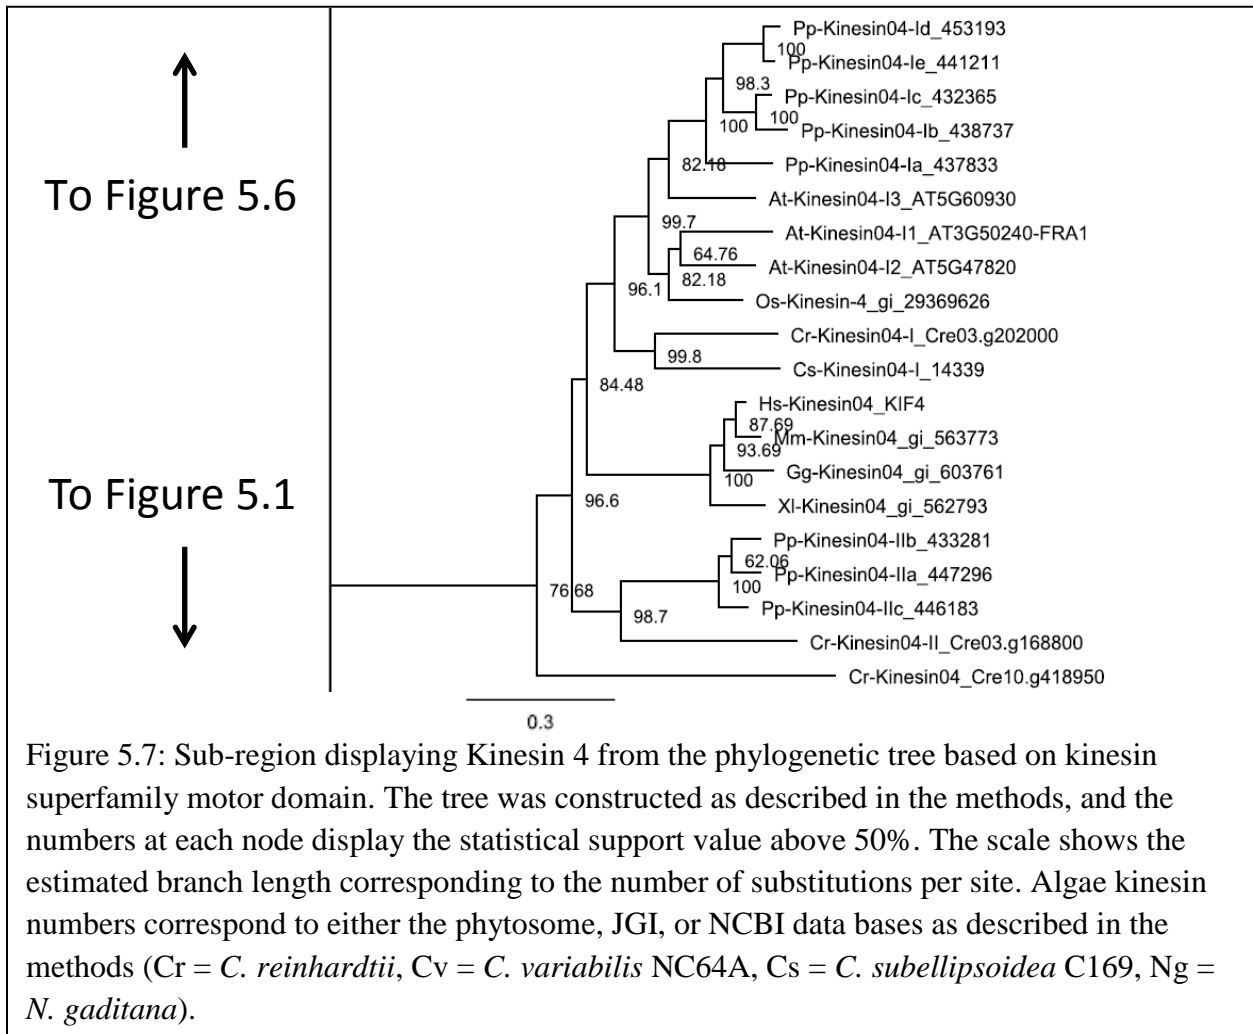 Pp-Kinesin04-Id_453193
100
Pp-Kinesin04-Ie_441211
98.3
Pp-Kinesin04-Ic_432365
100
100
Pp-Kinesin04-Ib_438737
82.18
Pp-Kinesin04-Ia_437833
To Figure 5.6
At-Kinesin04-I3_AT5G60930
99.7
At-Kinesin04-I1_AT3G50240-FRA1
64.76
At-Kinesin04-I2_AT5G47820
82.18
96.1
Os-Kinesin-4_gi_29369626
Cr-Kinesin04-I_Cre03.g202000
99.8
Cs-Kinesin04-I_14339
84.48
Hs-Kinesin04_KIF4
87.69
Mm-Kinesin04_gi_563773
93.69
Gg-Kinesin04_gi_603761
100
To Figure 5.1
96.6
Xl-Kinesin04_gi_562793
Pp-Kinesin04-IIb_433281
62.06
Pp-Kinesin04-IIa_447296
100
76.68
Pp-Kinesin04-IIc_446183
98.7
Cr-Kinesin04-II_Cre03.g168800
Cr-Kinesin04_Cre10.g418950
0.3
Figure 5.7: Sub-region displaying Kinesin 4 from the phylogenetic tree based on kinesin
superfamily motor domain. The tree was constructed as described in the methods, and the
numbers at each node display the statistical support value above 50%. The scale shows the
estimated branch length corresponding to the number of substitutions per site. Algae kinesin
numbers correspond to either the phytosome, JGI, or NCBI data bases as described in the
methods (Cr = C. reinhardtii, Cv = C. variabilis NC64A, Cs = C. subellipsoidea C169, Ng =
N. gaditana).